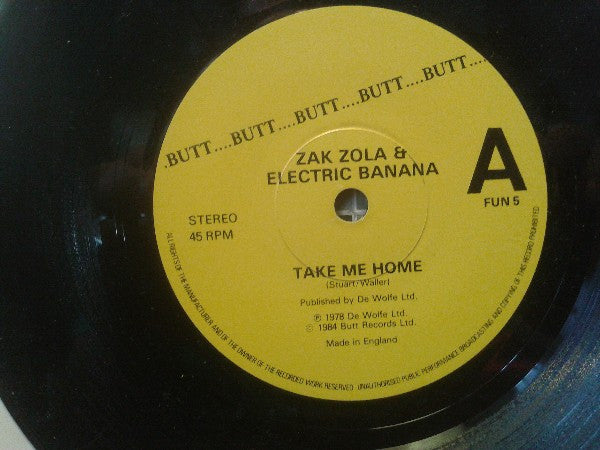 .BUTT....BUTT....BUTT....BUTT....BUTT....
ZAK ZOLA &
ELECTRIC BANANA
A
FUN 5
STEREO
45 RPM
TAKE ME HOME
(Stuart-Waller)
Published by De Wolfe Ltd.
℗ 1978 De Wolfe Ltd.
© 1984 Butt Records Ltd.
Made in England
ALL RIGHTS OF THE MANUFACTURER AND OF THE OWNER OF THE RECORDED WORK RESERVED. UNAUTHORISED PUBLIC PERFORMANCE BROADCASTING AND COPYING OF THIS RECORD PROHIBITED